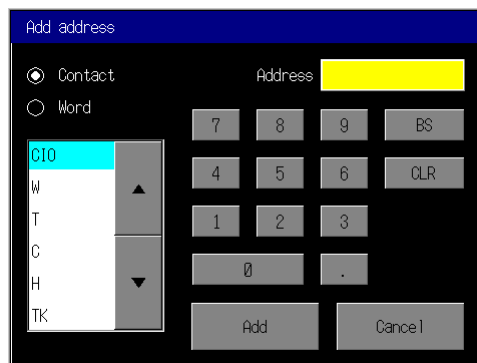 Add address
Contact
Address
Word
7 8 9 BS
CIO
4 5 6 CLR
W
T
1 2 3
C
0 .
H
TK
Add Cancel